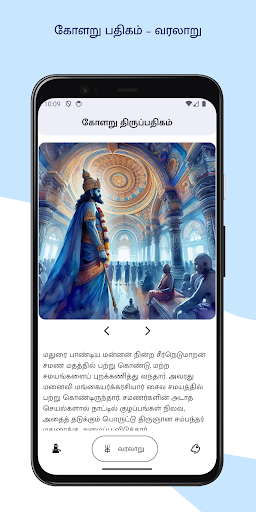 கோளறு பதிகம் - வரலாறு
10:09
கோளறு திருப்பதிகம்
மதுரை பாண்டிய மன்னன் நின்ற சீர்நெடுமாறன்
சமண மதத்தில் பற்று கொண்டு, மற்ற
சமயங்களைப் புறக்கணித்து வந்தார். அவரது
மனைவி மங்கையர்க்கரசியார் சைவ சமயத்தில்
பற்று கொண்டிருந்தார். சமணர்களின் அடாத
செயல்களால் நாட்டில் குழப்பங்கள் நிலவ,
அதைத் தடுக்கும் பொருட்டு திருஞான சம்பந்தர்
வரலாறு